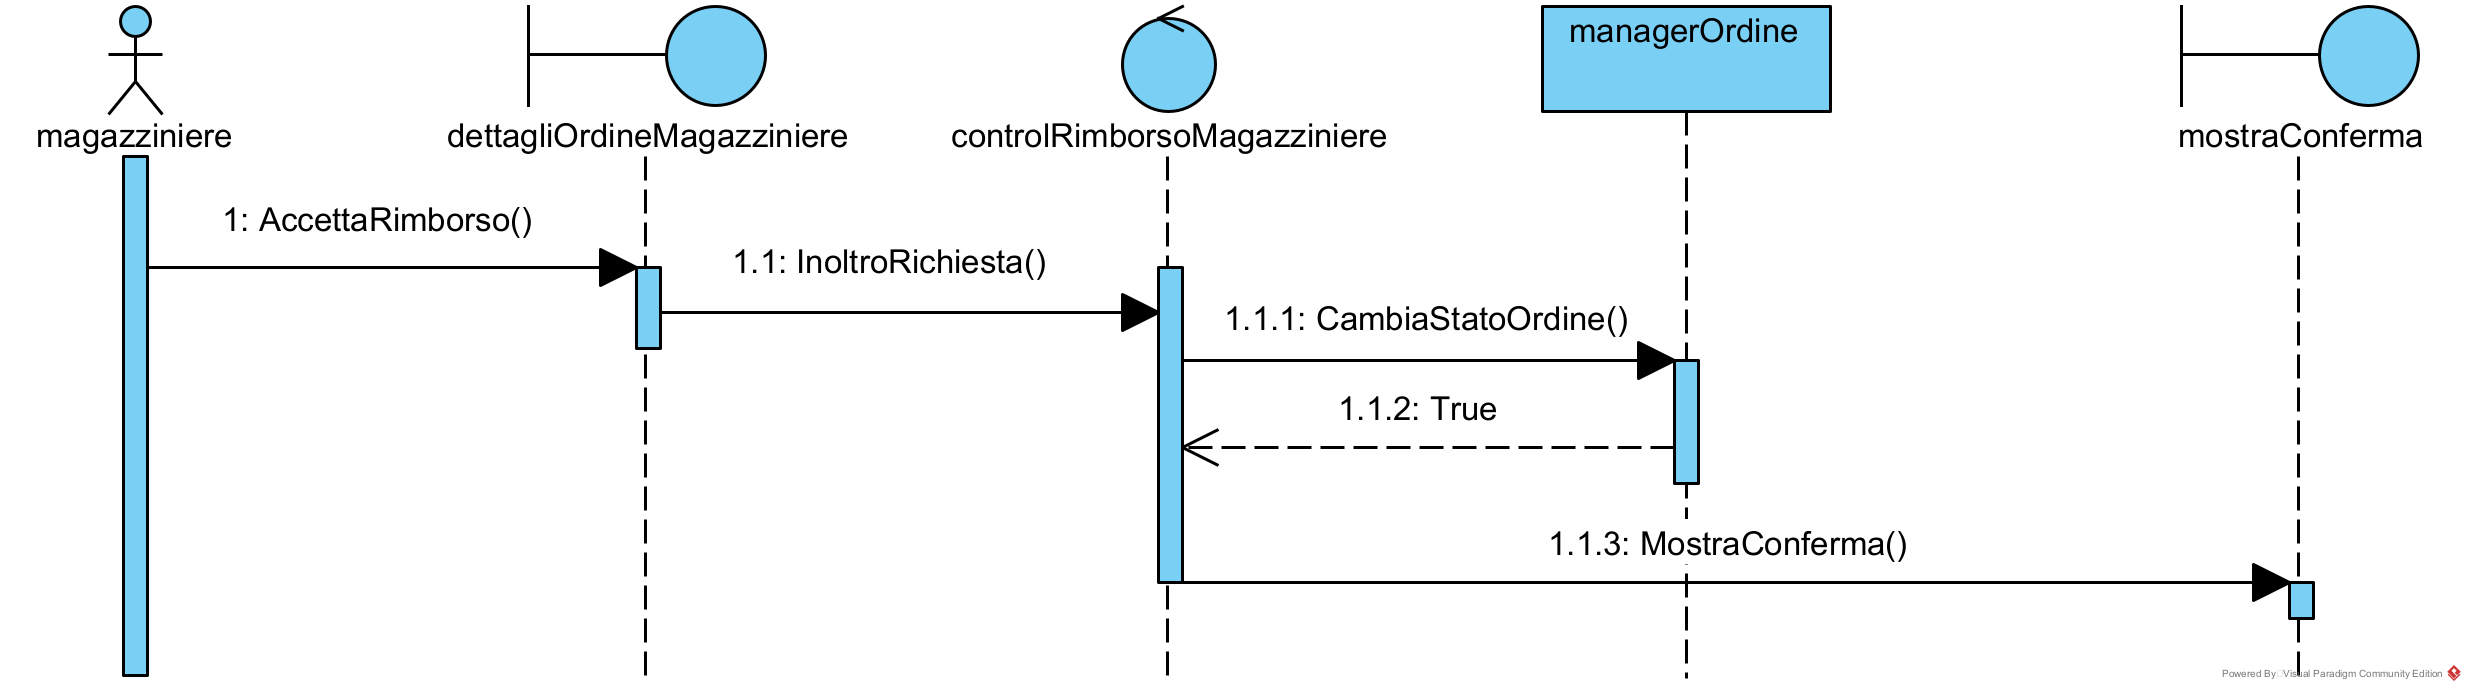 managerOrdine
magazziniere
dettagliOrdineMagazziniere
controlRimborsoMagazziniere
mostraConferma
1: AccettaRimborso()
1.1: InoltroRichiesta()
1.1.1: CambiaStatoOrdine()
1.1.2: True
1.1.3: MostraConferma()
Powered By Visual Paradigm Community Edition